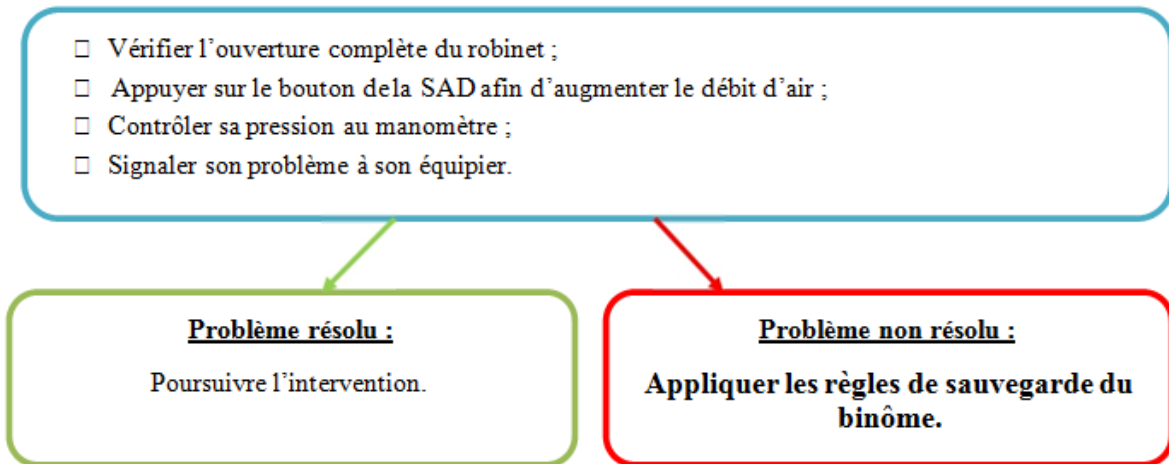 □ Vérifier l'ouverture complète du robinet ;
□ Appuyer sur le bouton de la SAD afin d'augmenter le débit d'air ;
□ Contrôler sa pression au manomètre ;
□ Signaler son problème à son équipier.
Problème résolu :
Poursuivre l'intervention.
Problème non résolu :
Appliquer les règles de sauvegarde du
binôme.